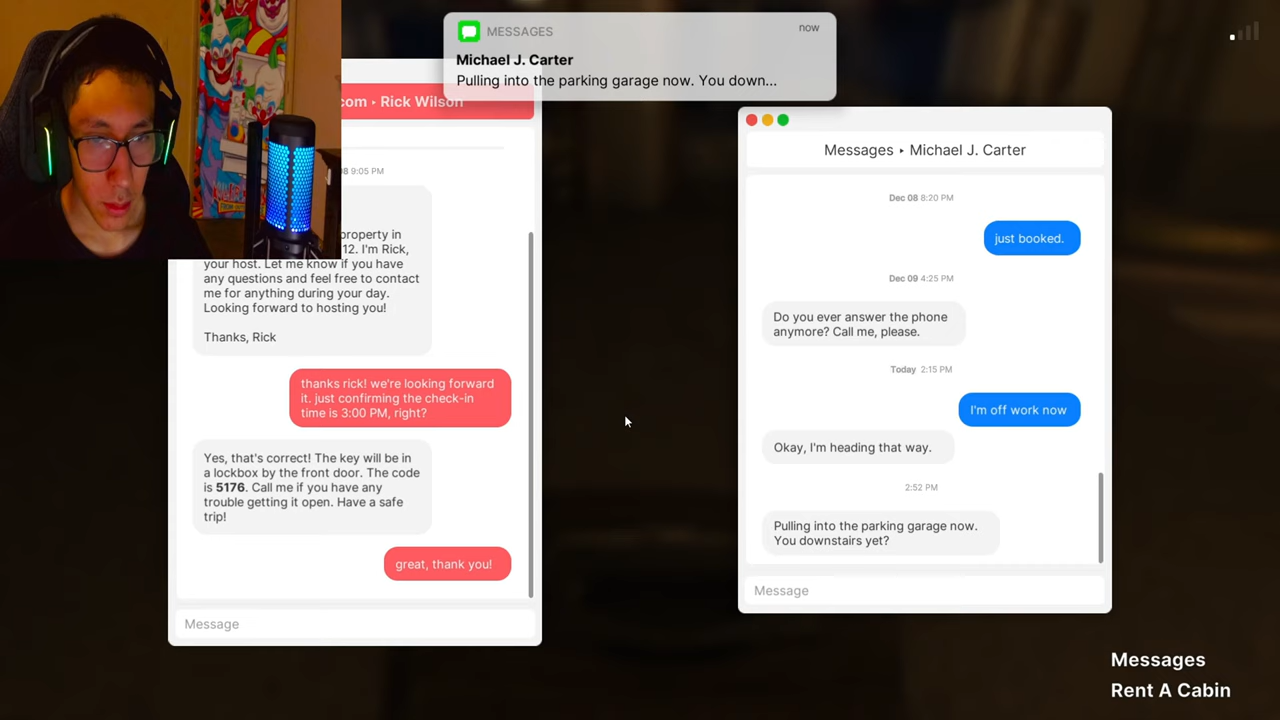 MESSAGES
now
Michael J. Carter
Pulling into the parking garage now. You down...
com ▸ Rick Wilson
8 9:05 PM
property in
12. I'm Rick,
your host. Let me know if you have
any questions and feel free to contact
me for anything during your day.
Looking forward to hosting you!
Thanks, Rick
thanks rick! we're looking forward
it. just confirming the check-in
time is 3:00 PM, right?
Yes, that's correct! The key will be in
a lockbox by the front door. The code
is 5176. Call me if you have any
trouble getting it open. Have a safe
trip!
great, thank you!
Message
Messages ▸ Michael J. Carter
Dec 08 8:20 PM
just booked.
Dec 09 4:25 PM
Do you ever answer the phone
anymore? Call me, please.
Today 2:15 PM
I'm off work now
Okay, I'm heading that way.
2:52 PM
Pulling into the parking garage now.
You downstairs yet?
Message
Messages
Rent A Cabin